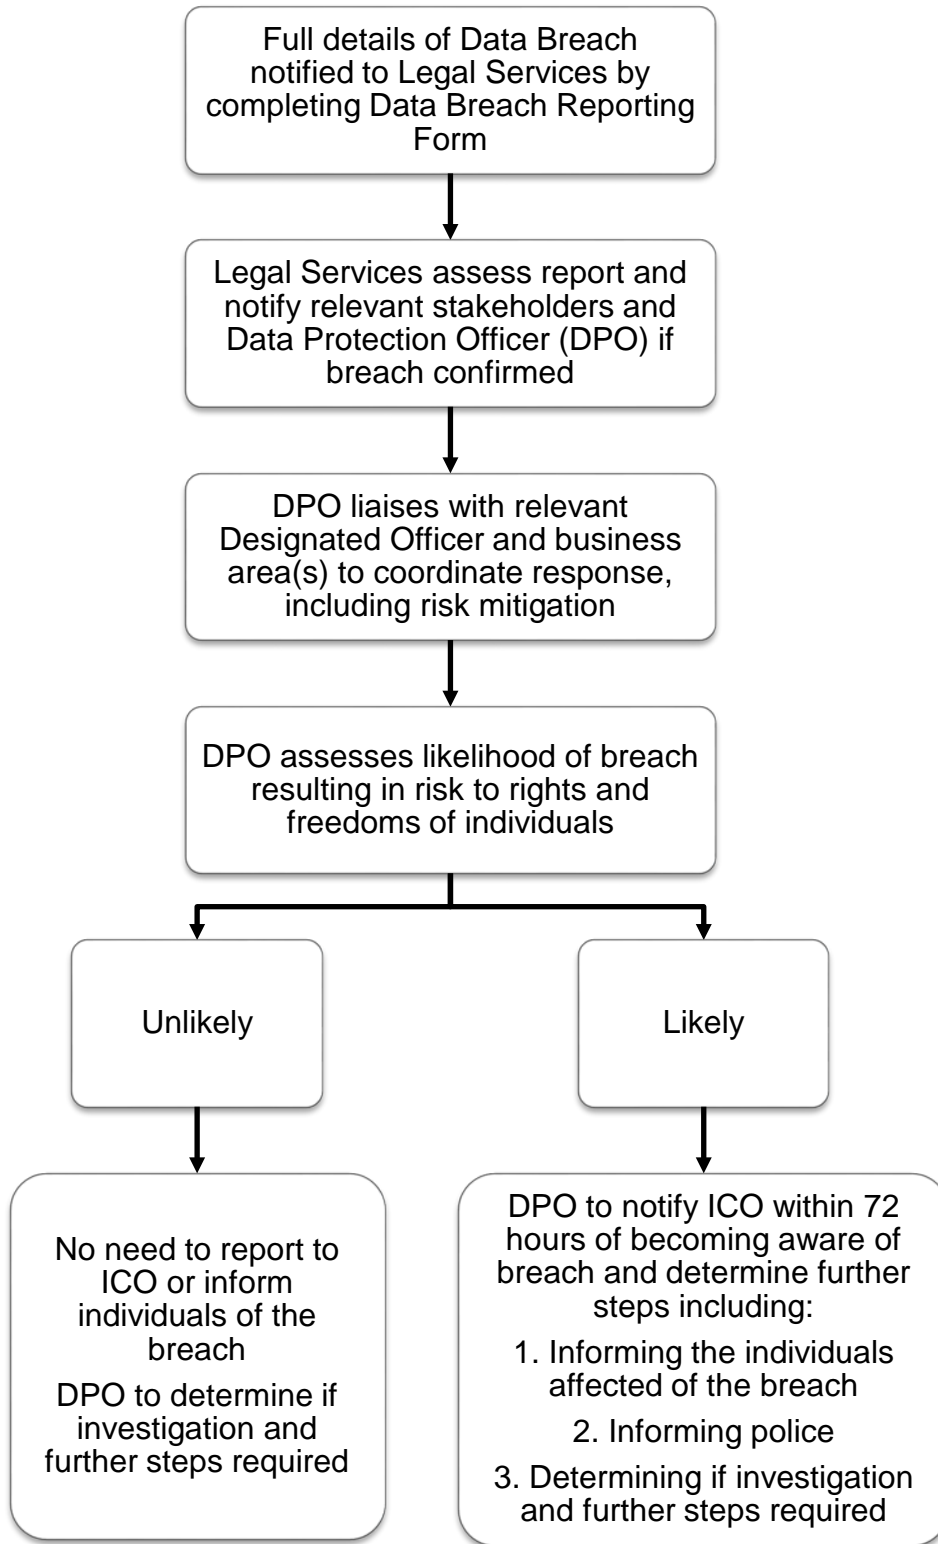 Full details of Data Breach
notified to Legal Services by
completing Data Breach Reporting
Form
Legal Services assess report and
notify relevant stakeholders and
Data Protection Officer (DPO) if
breach confirmed
DPO liaises with relevant
Designated Officer and business
area(s) to coordinate response,
including risk mitigation
DPO assesses likelihood of breach
resulting in risk to rights and
freedoms of individuals
Unlikely
Likely
No need to report to
ICO or inform
individuals of the
breach
DPO to determine if
investigation and
further steps required
DPO to notify ICO within 72
hours of becoming aware of
breach and determine further
steps including:
1. Informing the individuals
affected of the breach
2. Informing police
3. Determining if investigation
and further steps required